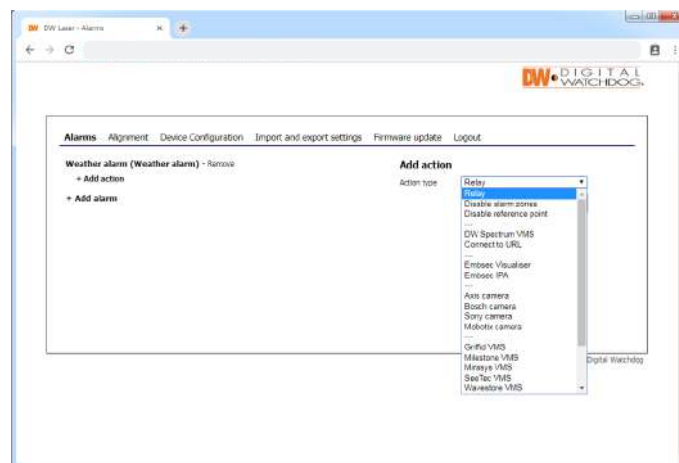 DW Laser - Alarms
DIGITAL
DW WATCHDOG
Alarms Alignment Device Configuration Import and export settings Firmware update Logout
Weather alarm (Weather alarm) - Remove
+ Add action
+ Add alarm
Add action
Action type Relay
Relay
Disable alarm zones
Disable reference point
---
DW Spectrum VMS
Connect to URL
---
Embsec Visualiser
Embsec IPA
---
Axis camera
Bosch camera
Sony camera
Mobotix camera
---
Griffid VMS
Milestone VMS
Mirasys VMS
SeeTec VMS
Wavestore VMS
Digital Watchdog